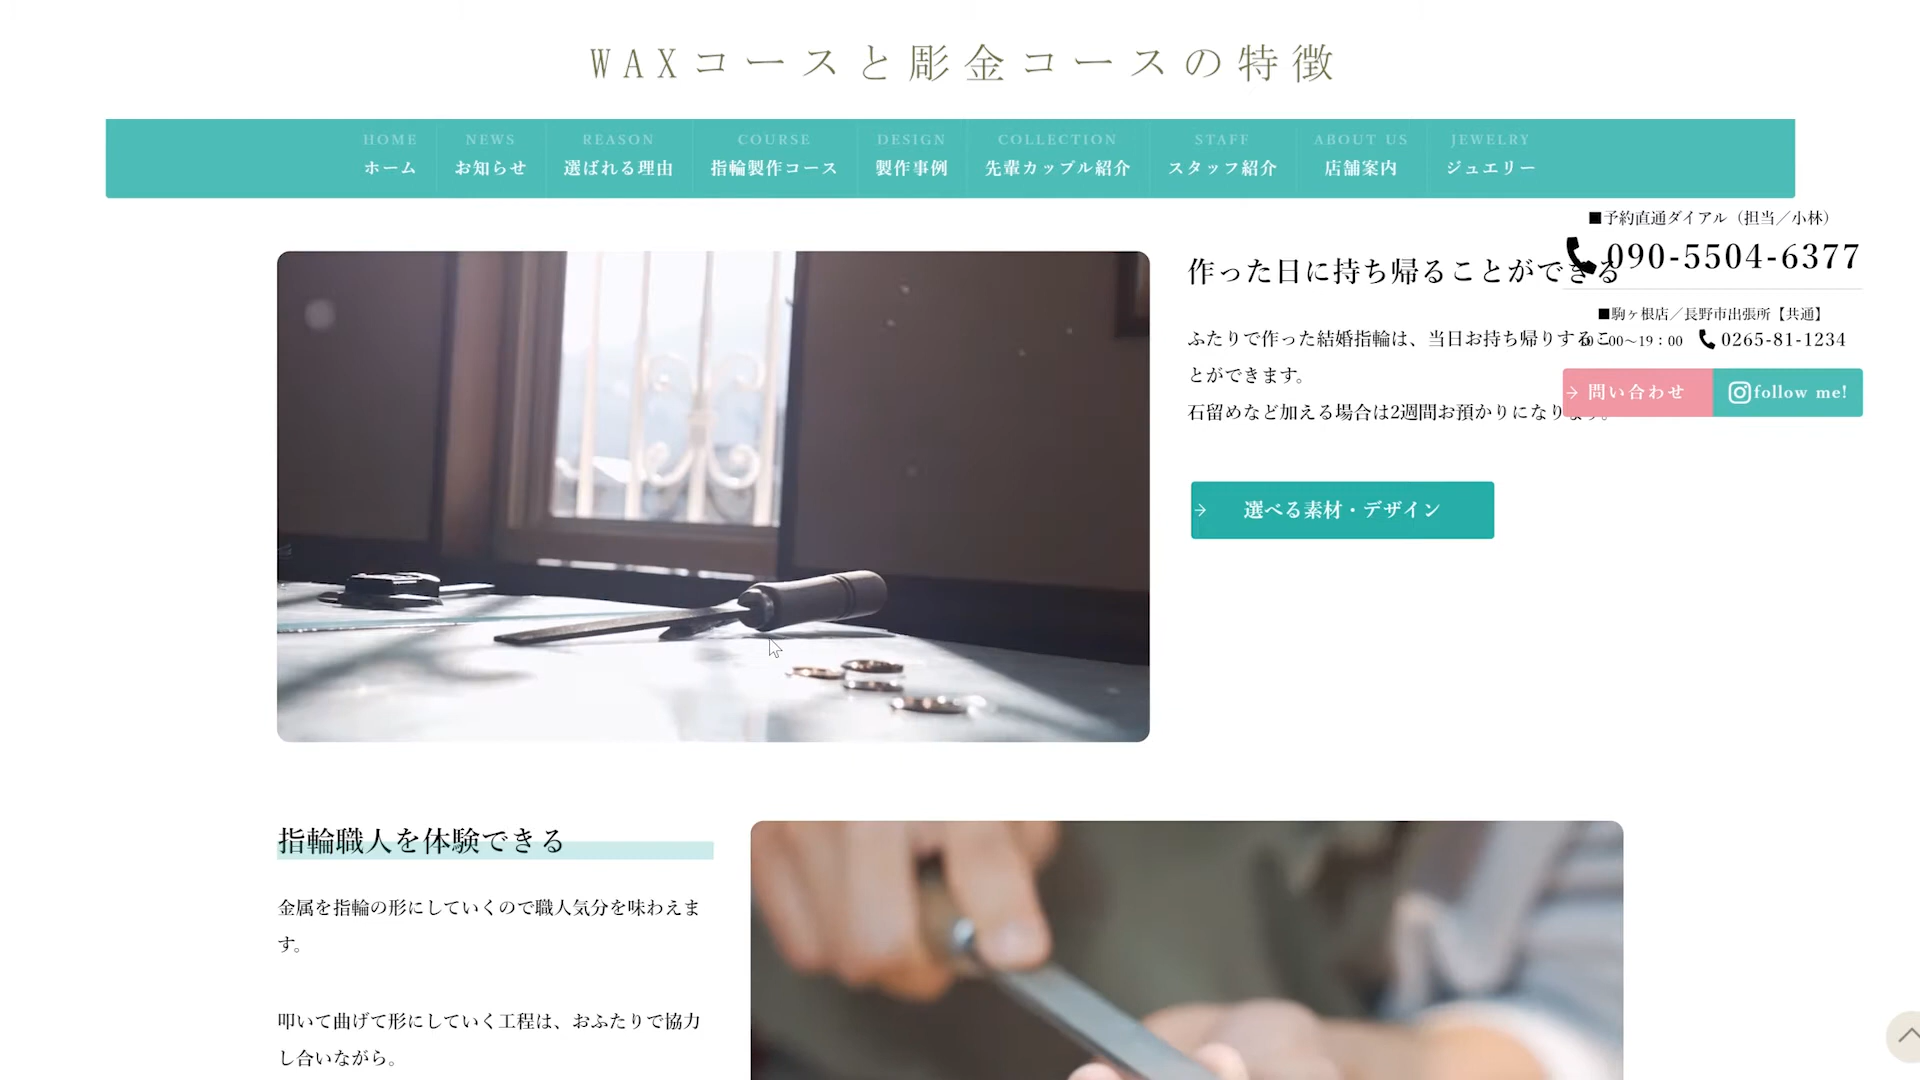 WAXコースと彫金コースの特徴
HOME NEWS REASON COURSE DESIGN COLLECTION STAFF ABOUT US JEWELRY
ホーム お知らせ 選ばれる理由 指輪製作コース 製作事例 先輩カップル紹介 スタッフ紹介 店舗案内 ジュエリー
■予約直通ダイアル（担当／小林）
090-5504-6377
■駒ヶ根店／長野市出張所【共通】
00～19：00 0265-81-1234
問い合わせ follow me!
作った日に持ち帰ることができる
ふたりで作った結婚指輪は、当日お持ち帰りするこ
とができます。
石留めなど加える場合は2週間お預かりになります。
選べる素材・デザイン
指輪職人を体験できる
金属を指輪の形にしていくので職人気分を味わえま
す。
叩いて曲げて形にしていく工程は、おふたりで協力
し合いながら。